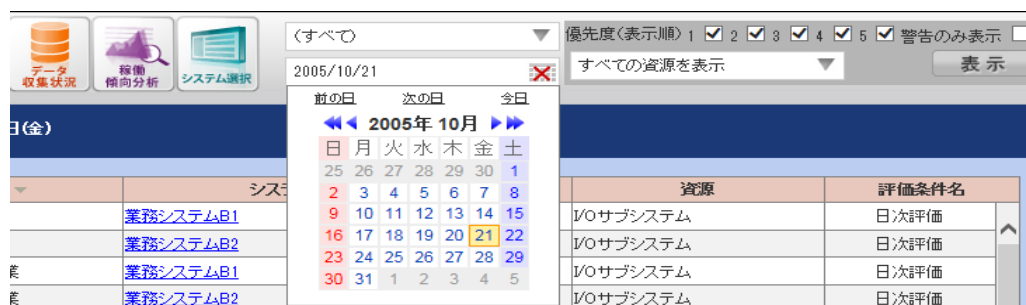 データ
収集状況
稼働
傾向分析
システム選択
(すべて)
2005/10/21
優先度(表示順) 1 2 3 4 5 警告のみ表示
すべての資源を表示
表示
日(金)
前の日 次の日 今日
2005年 10月
日 月 火 水 木 金 土
25 26 27 28 29 30 1
2 3 4 5 6 7 8
9 10 11 12 13 14 15
16 17 18 19 20 21 22
23 24 25 26 27 28 29
30 31 1 2 3 4 5
システ 資源 評価条件名
業務システムB1 I/Oサブシステム 日次評価
業務システムB2 I/Oサブシステム 日次評価
業 業務システムB1 I/Oサブシステム 日次評価
業 業務システムB2 I/Oサブシステム 日次評価